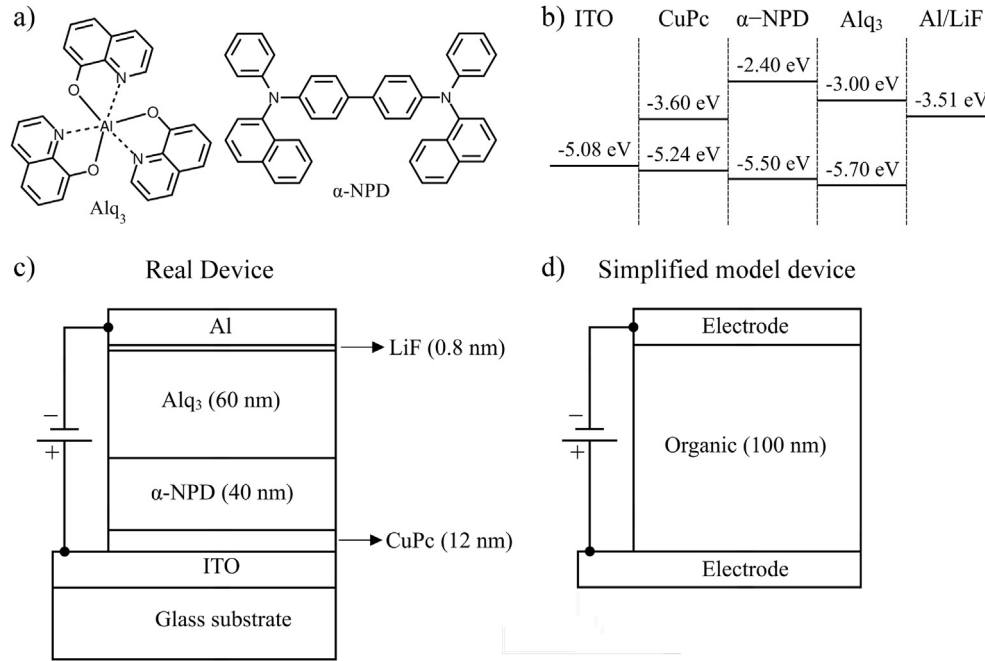 a)
N
O
N
Al
O
N
O
Alq₃
N
N
α-NPD
b)
ITO CuPc α−NPD Alq₃ Al/LiF
-2.40 eV
-3.00 eV
-3.60 eV
-3.51 eV
-5.08 eV
-5.24 eV
-5.50 eV
-5.70 eV
c) Real Device
Al
LiF (0.8 nm)
Alq₃ (60 nm)
−
+
α-NPD (40 nm)
CuPc (12 nm)
ITO
Glass substrate
d) Simplified model device
Electrode
−
+
Organic (100 nm)
Electrode